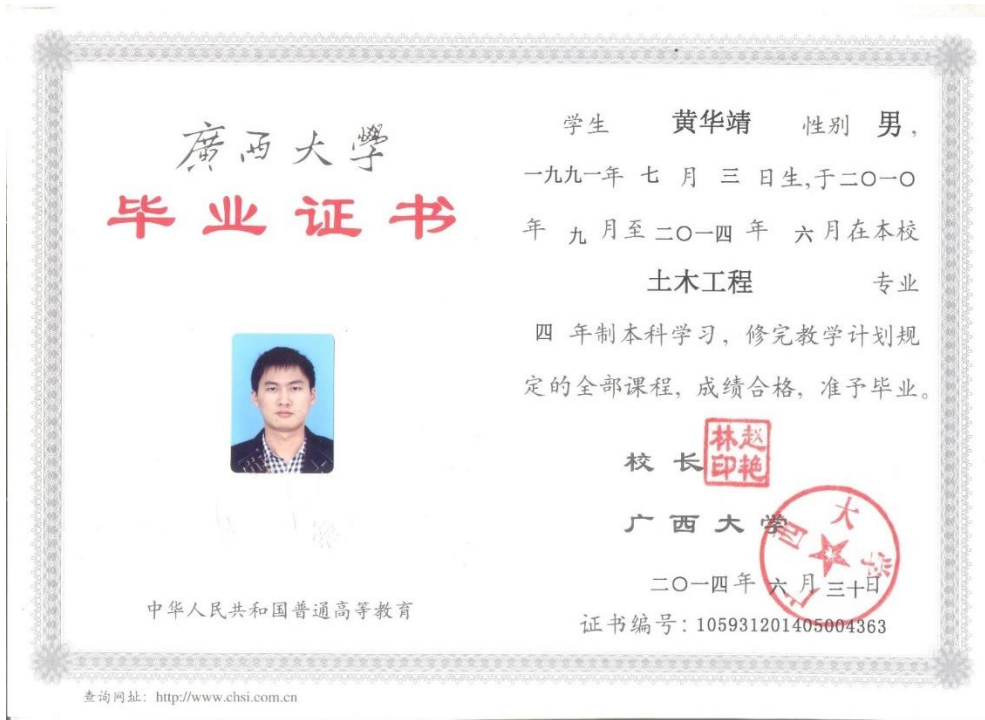 廣西大學
毕业证书
中华人民共和国普通高等教育
学生 黄华靖 性别 男,
一九九一年 七 月 三 日生,于二〇一〇
年 九 月至 二〇一四 年 六 月在本校
土木工程 专业
四 年制本科学习, 修完教学计划规
定的全部课程, 成绩合格, 准予毕业。
校 长
赵艳林印
广西大学
广西大学
二〇一四 年 六 月 三十日
证书编号: 105931201405004363
查询网址: http://www.chsi.com.cn